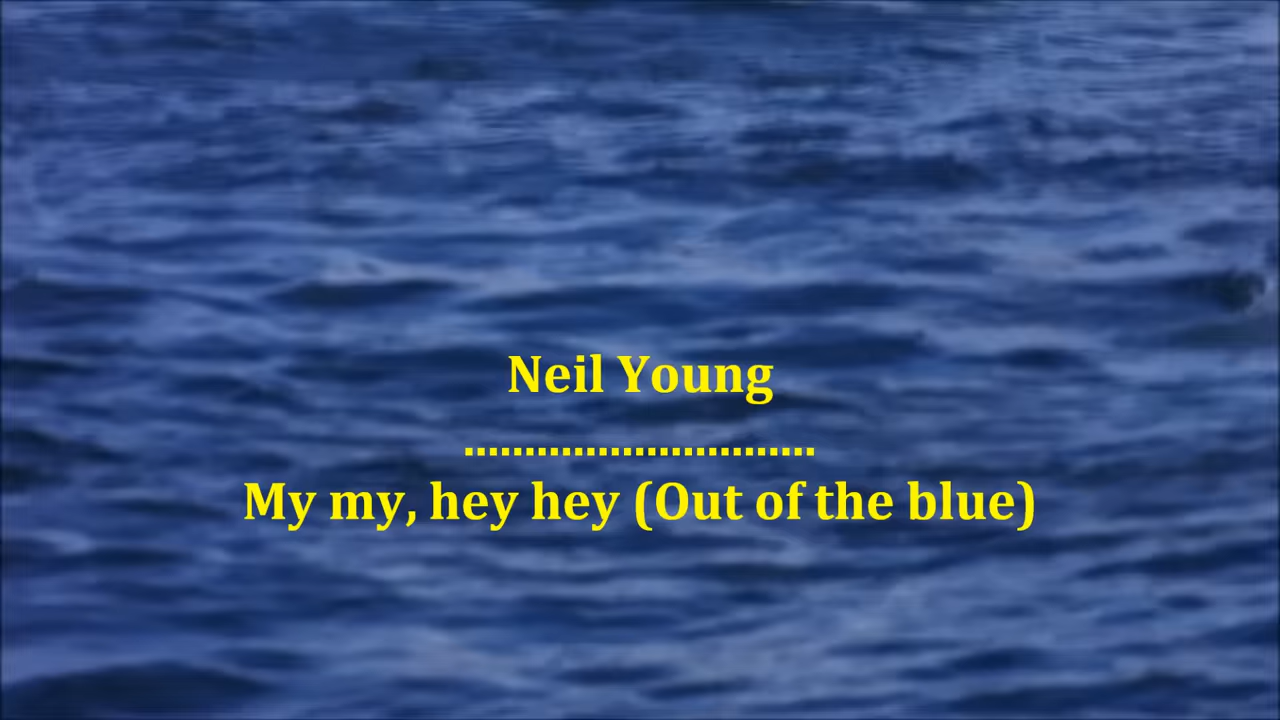 Neil Young
.............................
My my, hey hey (Out of the blue)